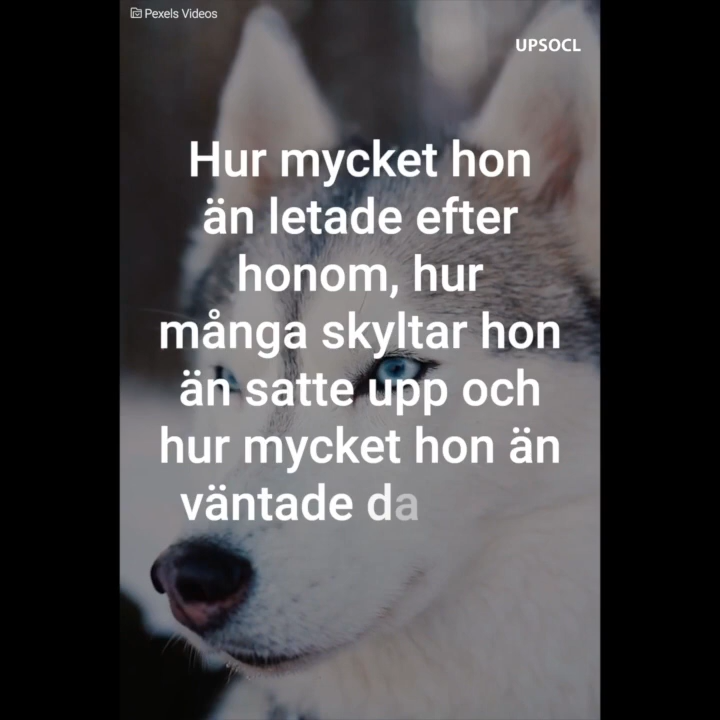 Pexels Videos
UPSOCL
Hur mycket hon
än letade efter
honom, hur
många skyltar hon
än satte upp och
hur mycket hon än
väntade da